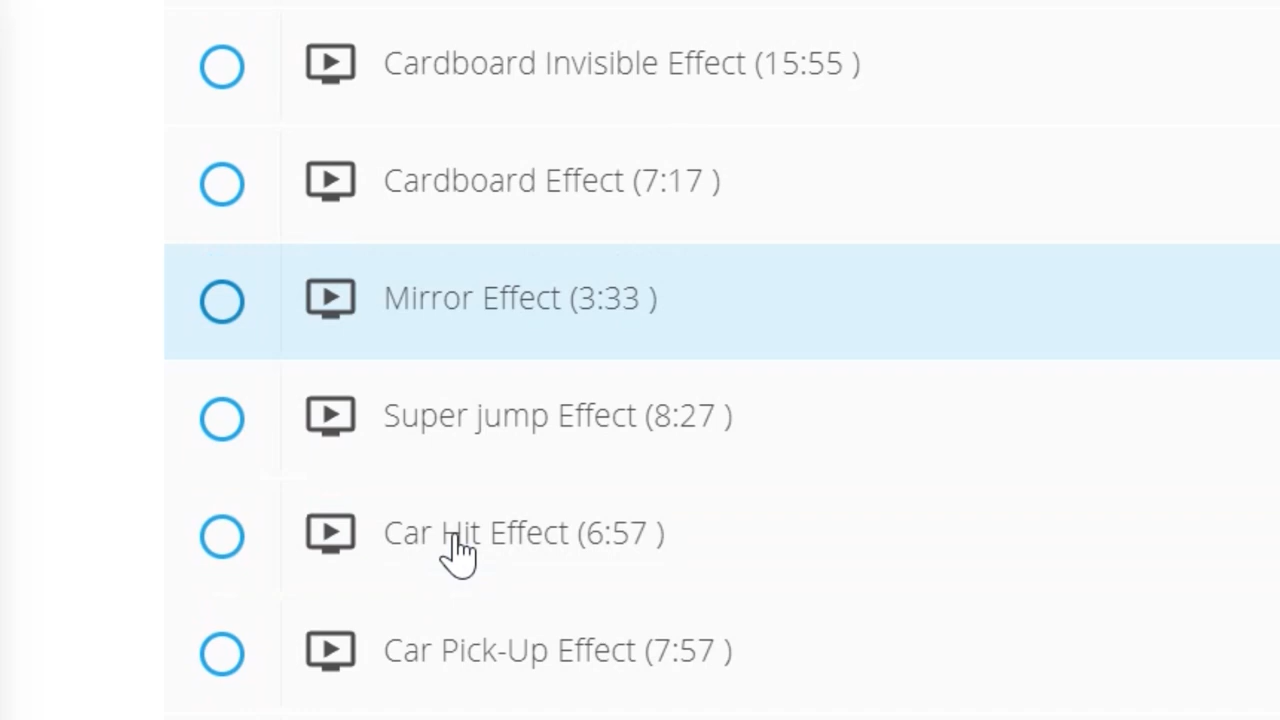 Cardboard Invisible Effect (15:55 )
Cardboard Effect (7:17 )
Mirror Effect (3:33 )
Super jump Effect (8:27 )
Car Hit Effect (6:57 )
Car Pick-Up Effect (7:57 )